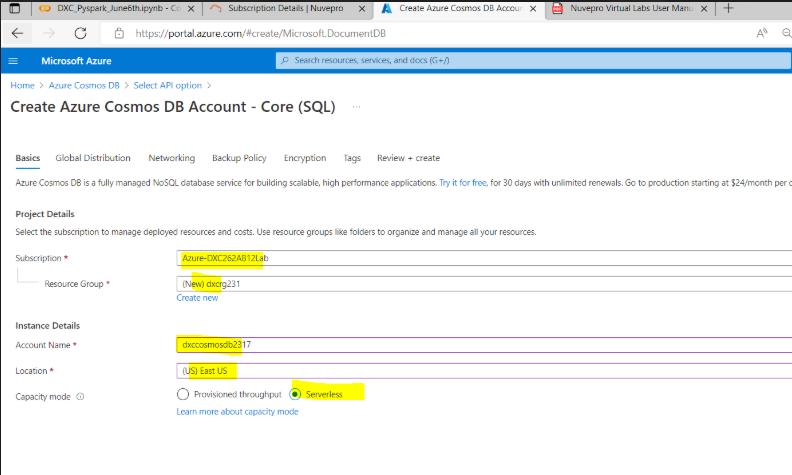 DXC_Pyspark_June6th.ipynb - Co
Subscription Details | Nuvepro
Create Azure Cosmos DB Accoun
Nuvepro Virtual Labs User Manu
https://portal.azure.com/#create/Microsoft.DocumentDB
Microsoft Azure
Search resources, services, and docs (G+/)
Home > Azure Cosmos DB > Select API option >
Create Azure Cosmos DB Account - Core (SQL) ...
Basics Global Distribution Networking Backup Policy Encryption Tags Review + create
Azure Cosmos DB is a fully managed NoSQL database service for building scalable, high performance applications. Try it for free, for 30 days with unlimited renewals. Go to production starting at $24/month per
Project Details
Select the subscription to manage deployed resources and costs. Use resource groups like folders to organize and manage all your resources.
Subscription * Azure-DXC262AB12Lab
Resource Group * (New) dxcrg231
Create new
Instance Details
Account Name * dxccosmosdb2317
Location * (US) East US
Capacity mode Provisioned throughput Serverless
Learn more about capacity mode